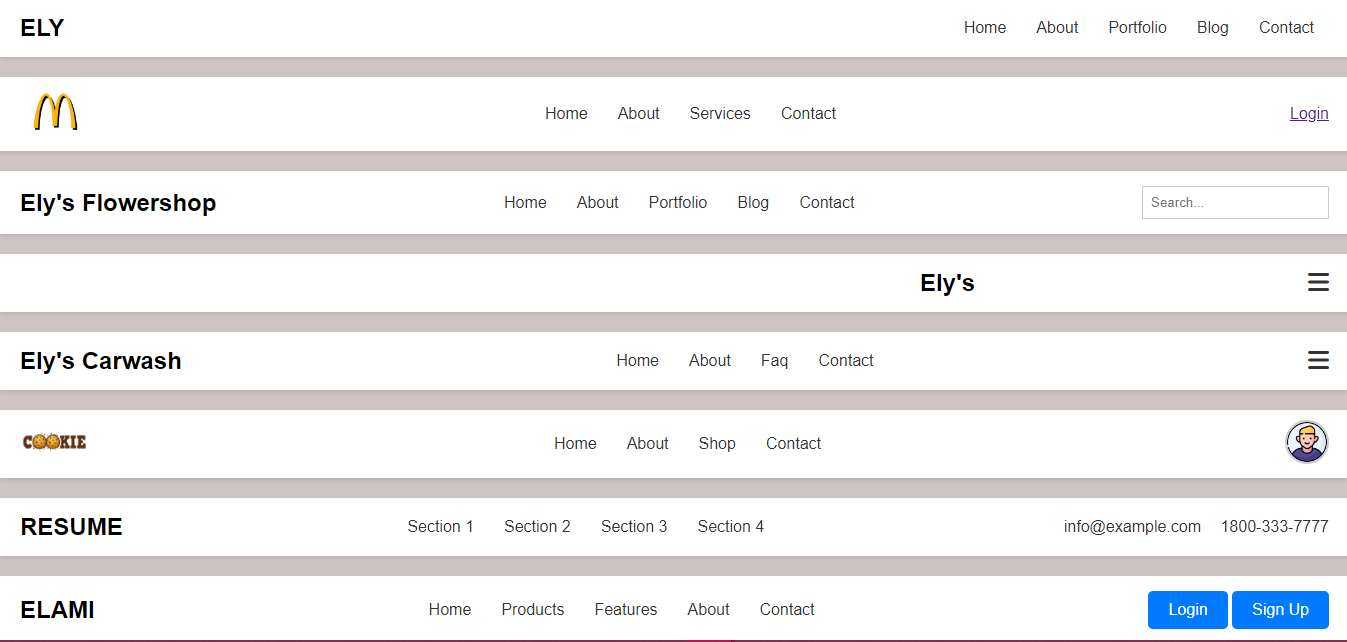 ELY Home About Portfolio Blog Contact
Home About Services Contact Login
Ely's Flowershop Home About Portfolio Blog Contact Search...
Ely's
Ely's Carwash Home About Faq Contact
COOKIE Home About Shop Contact
RESUME Section 1 Section 2 Section 3 Section 4 info@example.com 1800-333-7777
ELAMI Home Products Features About Contact Login Sign Up